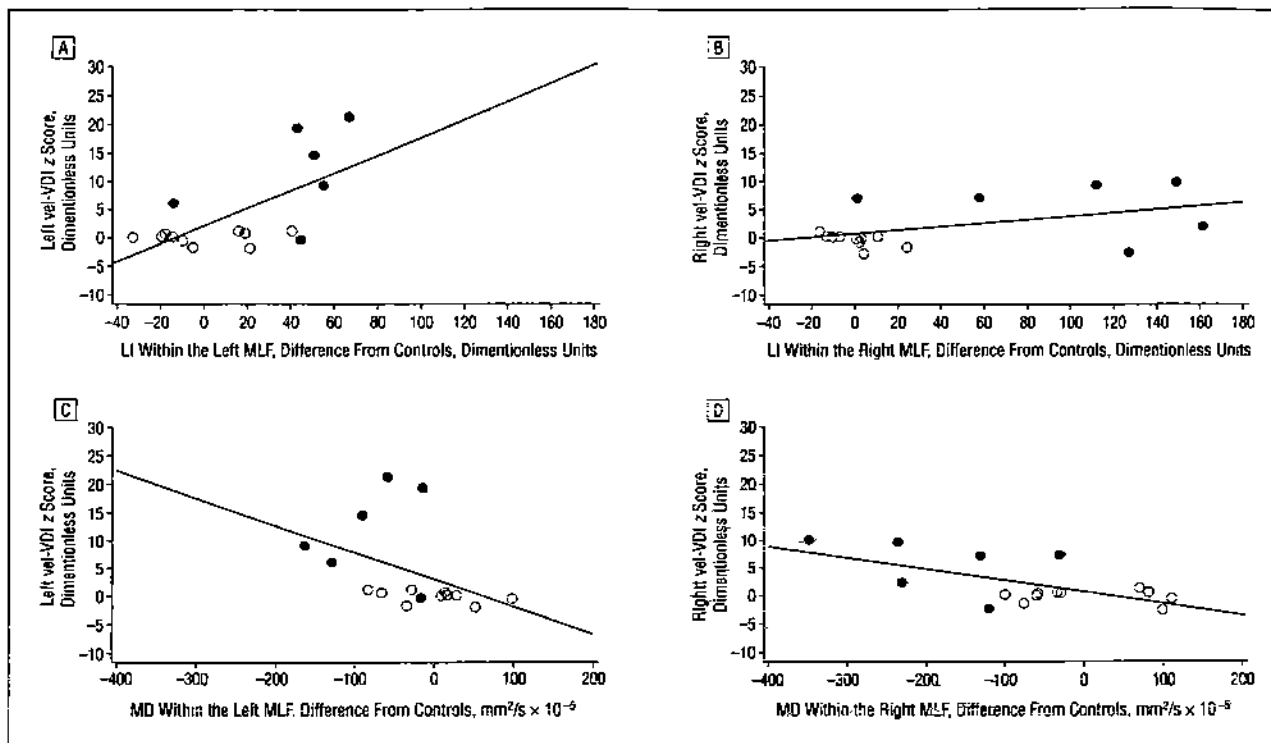 A
30
25
20
15
10
5
0
−5
−10
Left vel-VDI z Score,
Dimentionless Units
−40 −20 0 20 40 60 80 100 120 140 160 180
LI Within the Left MLF, Difference From Controls, Dimentionless Units
B
30
25
20
15
10
5
0
−5
−10
Right vel-VDI z Score,
Dimentionless Units
−40 −20 0 20 40 60 80 100 120 140 160 180
LI Within the Right MLF, Difference From Controls, Dimentionless Units
C
30
25
20
15
10
5
0
−5
−10
Left vel-VDI z Score,
Dimentionless Units
−400 −300 −200 −100 0 100 200
MD Within the Left MLF, Difference From Controls, mm²/s × 10⁻⁵
D
30
25
20
15
10
5
0
−5
−10
Rightt vel-VDI z Score,
Dimentionless Units
−400 −300 −200 −100 0 100 200
MD Within the Right MLF, Difference From Controls, mm²/s × 10⁻⁵